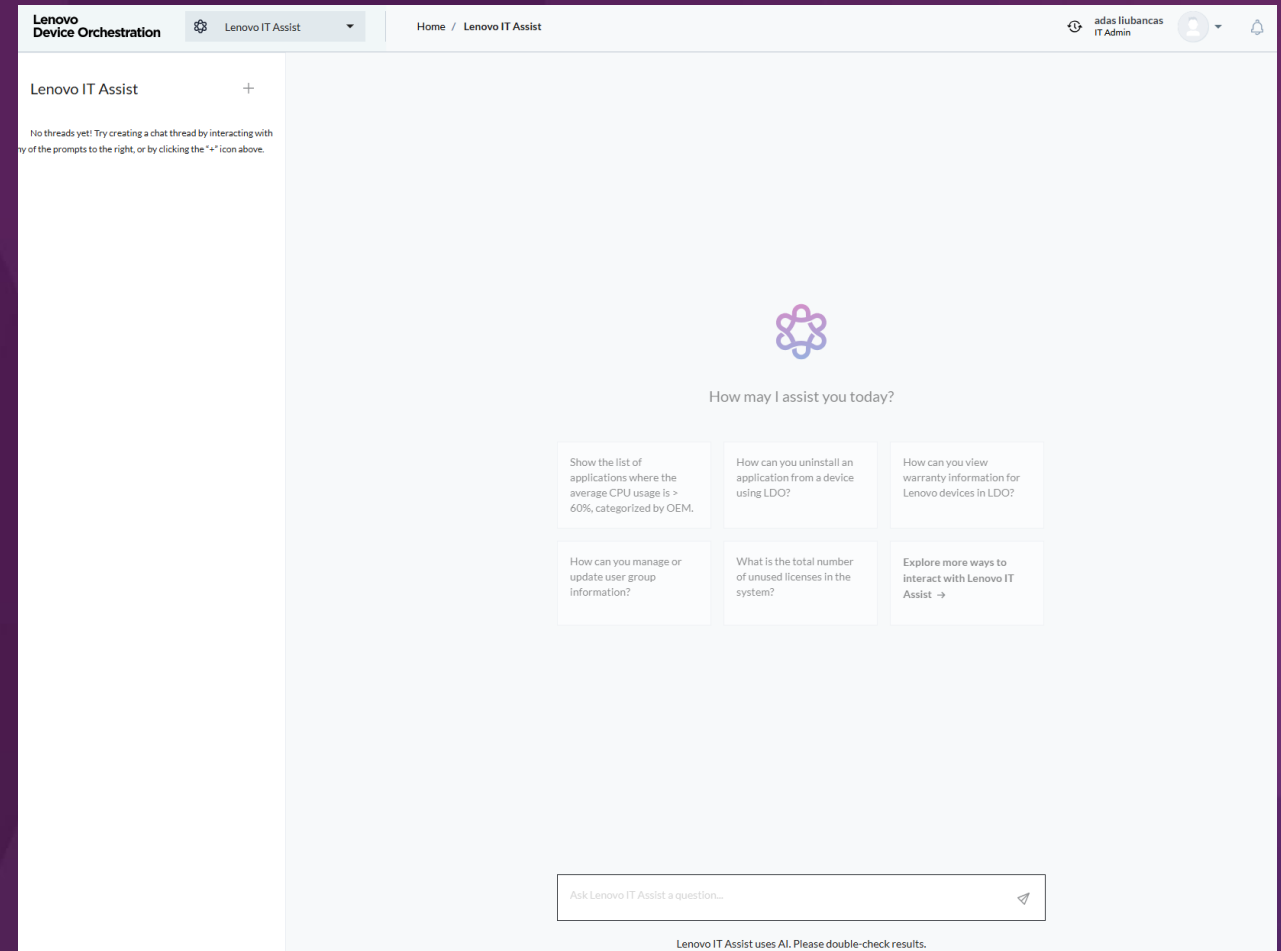 Lenovo
Device Orchestration
Lenovo IT Assist
Home / Lenovo IT Assist
adas liubancas
IT Admin
Lenovo IT Assist
No threads yet! Try creating a chat thread by interacting with
of the prompts to the right, or by clicking the "+" icon above.
How may I assist you today?
Show the list of
applications where the
average CPU usage is >
60%, categorized by OEM.
How can you uninstall an
application from a device
using LDO?
How can you view
warranty information for
Lenovo devices in LDO?
How can you manage or
update user group
information?
What is the total number
of unused licenses in the
system?
Explore more ways to
interact with Lenovo IT
Assist →
Ask Lenovo IT Assist a question...
Lenovo IT Assist uses AI. Please double-check results.